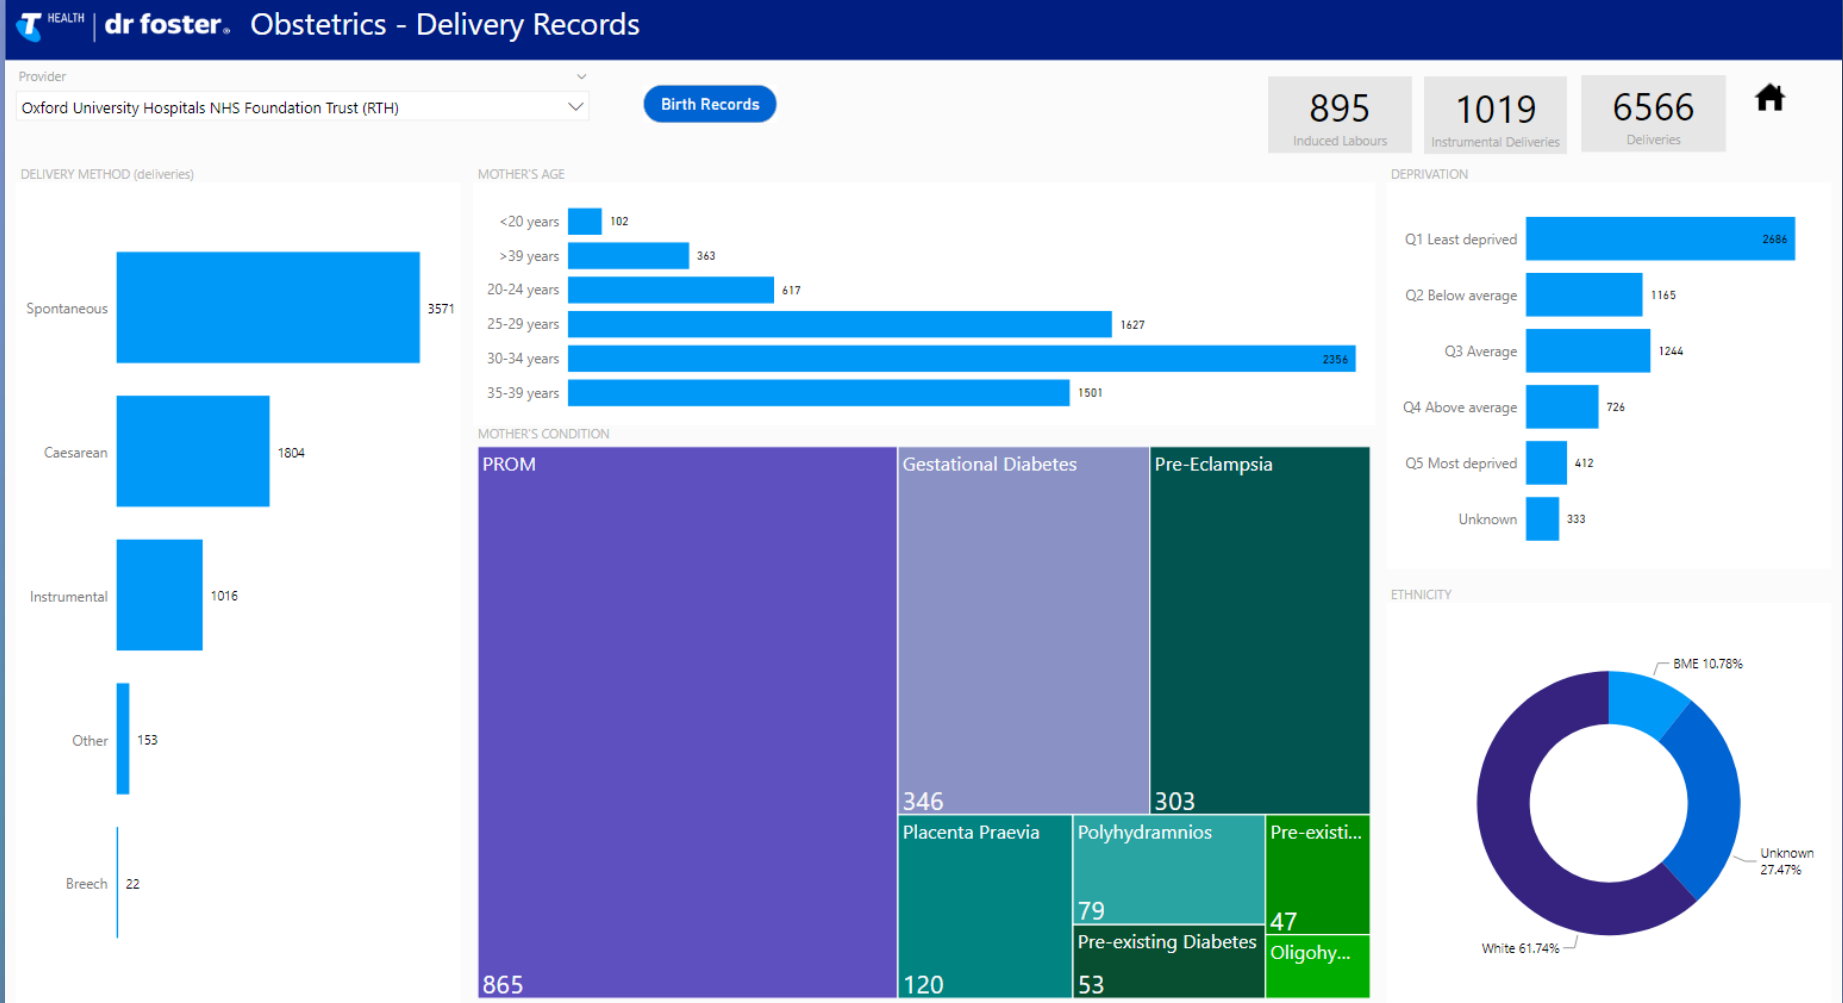 T HEALTH | dr foster® Obstetrics - Delivery Records
Provider
Oxford University Hospitals NHS Foundation Trust (RTH)
Birth Records
895
Induced Labours
1019
Instrumental Deliveries
6566
Deliveries
DELIVERY METHOD (deliveries)
Spontaneous 3571
Caesarean 1804
Instrumental 1016
Other 153
Breech 22
MOTHER'S AGE
<20 years 102
>39 years 363
20-24 years 617
25-29 years 1627
30-34 years 2356
35-39 years 1501
MOTHER'S CONDITION
PROM
865
Gestational Diabetes
346
Pre-Eclampsia
303
Placenta Praevia
120
Polyhydramnios
79
Pre-existing Diabetes
53
Pre-existi...
47
Oligohy...
DEPRIVATION
Q1 Least deprived 2686
Q2 Below average 1165
Q3 Average 1244
Q4 Above average 726
Q5 Most deprived 412
Unknown 333
ETHNICITY
BME 10.78%
Unknown
27.47%
White 61.74%